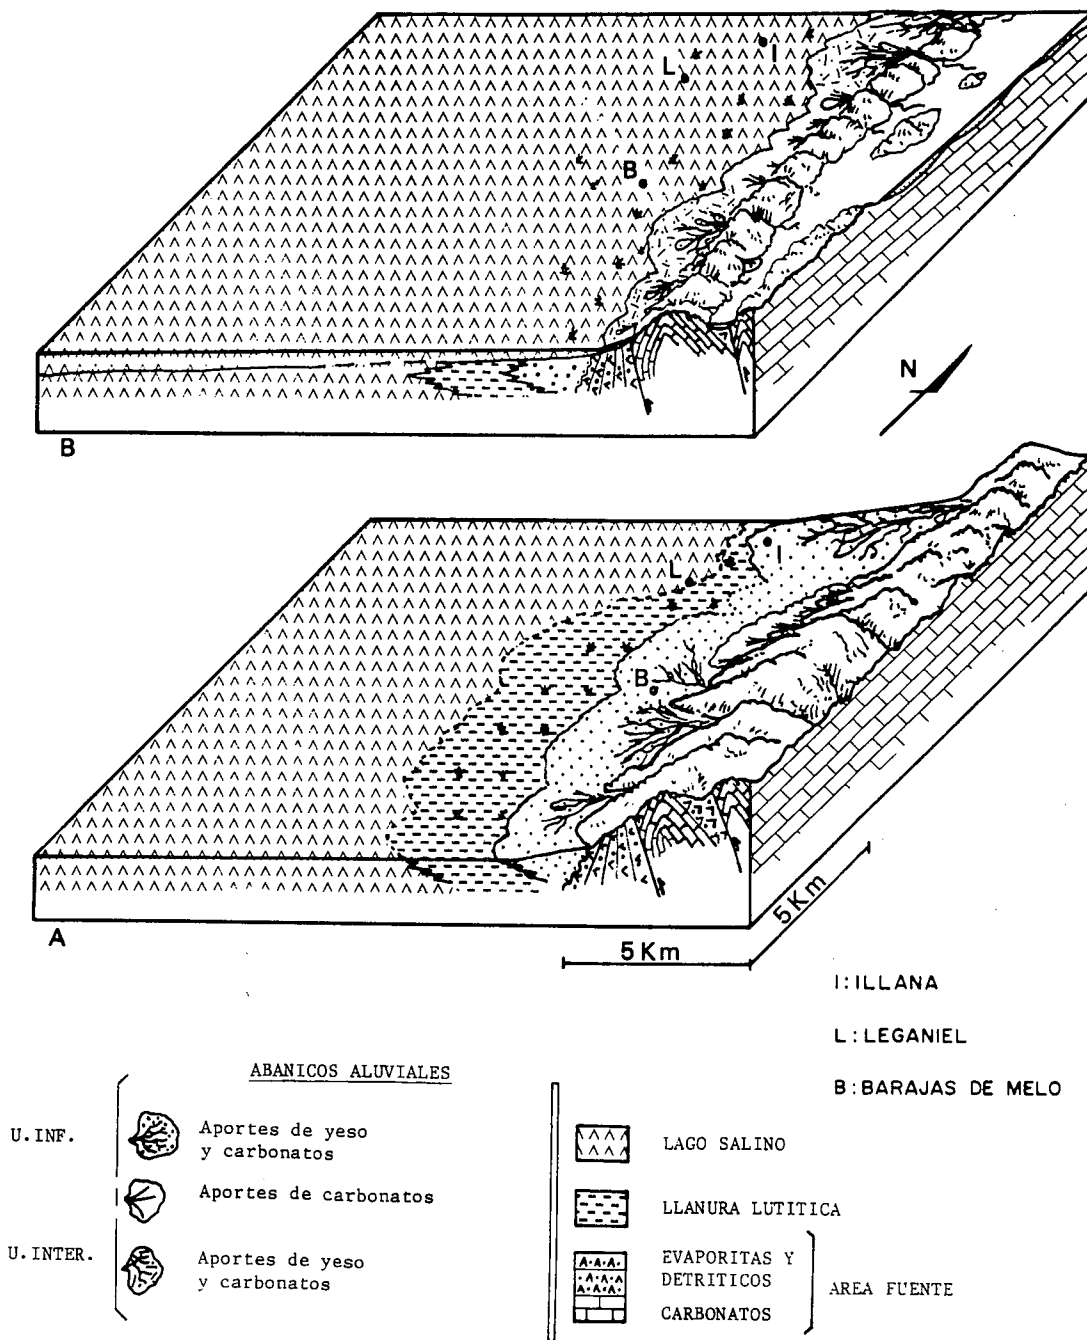 L
I
B
N
B
I
L
B
A
5 Km
5 Km
I: ILLANA
L: LEGANIEL
B: BARAJAS DE MELO
ABANICOS ALUVIALES
U.INF.
Aportes de yeso
y carbonatos
Aportes de carbonatos
U.INTER.
Aportes de yeso
y carbonatos
LAGO SALINO
LLANURA LUTITICA
EVAPORITAS Y
DETRITICOS
CARBONATOS
AREA FUENTE